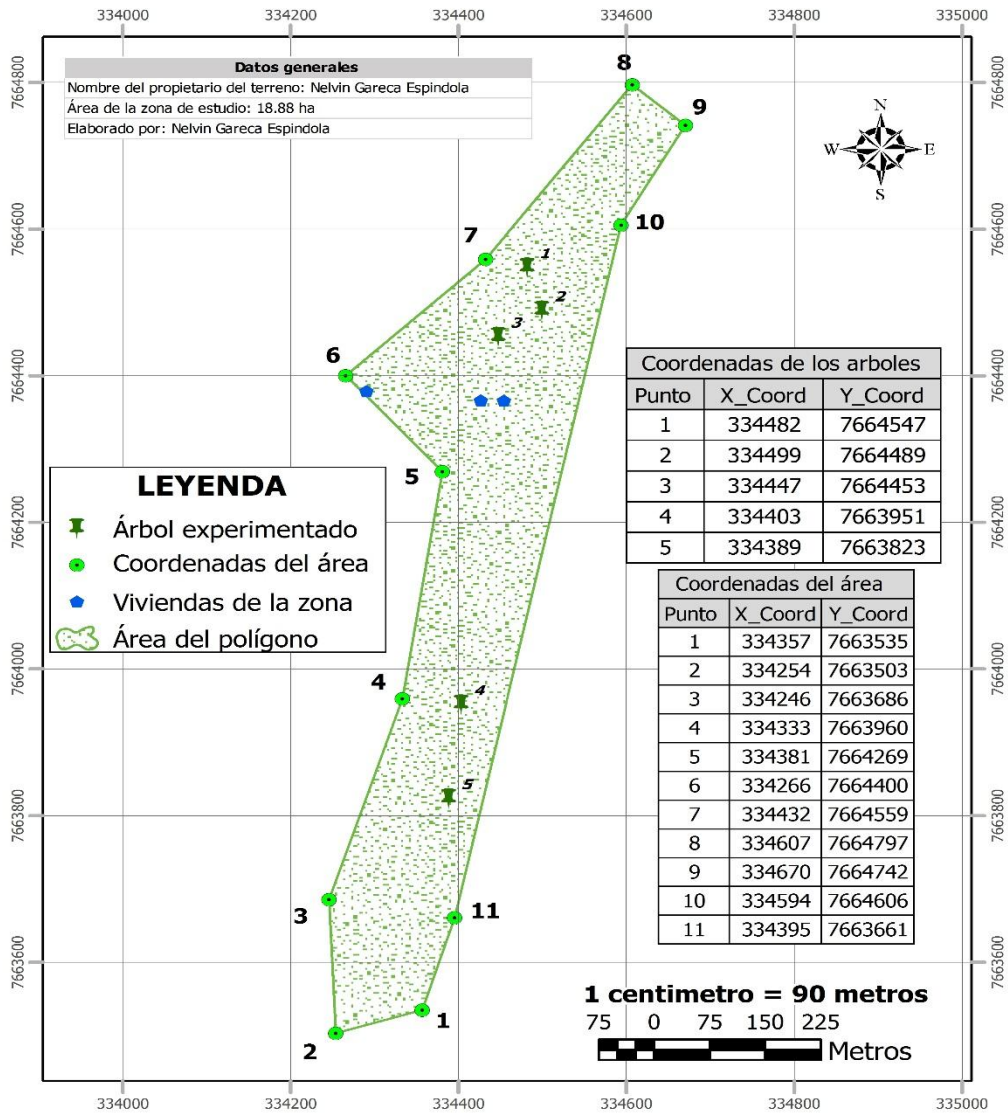 334000 334200 334400 334600 334800 335000
7664800 7664800
7664600 7664600
7664400 7664400
7664200 7664200
7664000 7664000
7663800 7663800
7663600 7663600
Datos generales
Nombre del propietario del terreno: Nelvin Gareca Espindola
Área de la zona de estudio: 18.88 ha
Elaborado por: Nelvin Gareca Espindola
N
W E
S
8
9
10
7
1
2
3
6
5
4
4
5
3
11
1
2
LEYENDA
Árbol experimentado
Coordenadas del área
Viviendas de la zona
Área del polígono
Coordenadas de los arboles
Punto X_Coord Y_Coord
1 334482 7664547
2 334499 7664489
3 334447 7664453
4 334403 7663951
5 334389 7663823
Coordenadas del área
Punto X_Coord Y_Coord
1 334357 7663535
2 334254 7663503
3 334246 7663686
4 334333 7663960
5 334381 7664269
6 334266 7664400
7 334432 7664559
8 334607 7664797
9 334670 7664742
10 334594 7664606
11 334395 7663661
1 centimetro = 90 metros
75 0 75 150 225
Metros
334000 334200 334400 334600 334800 335000